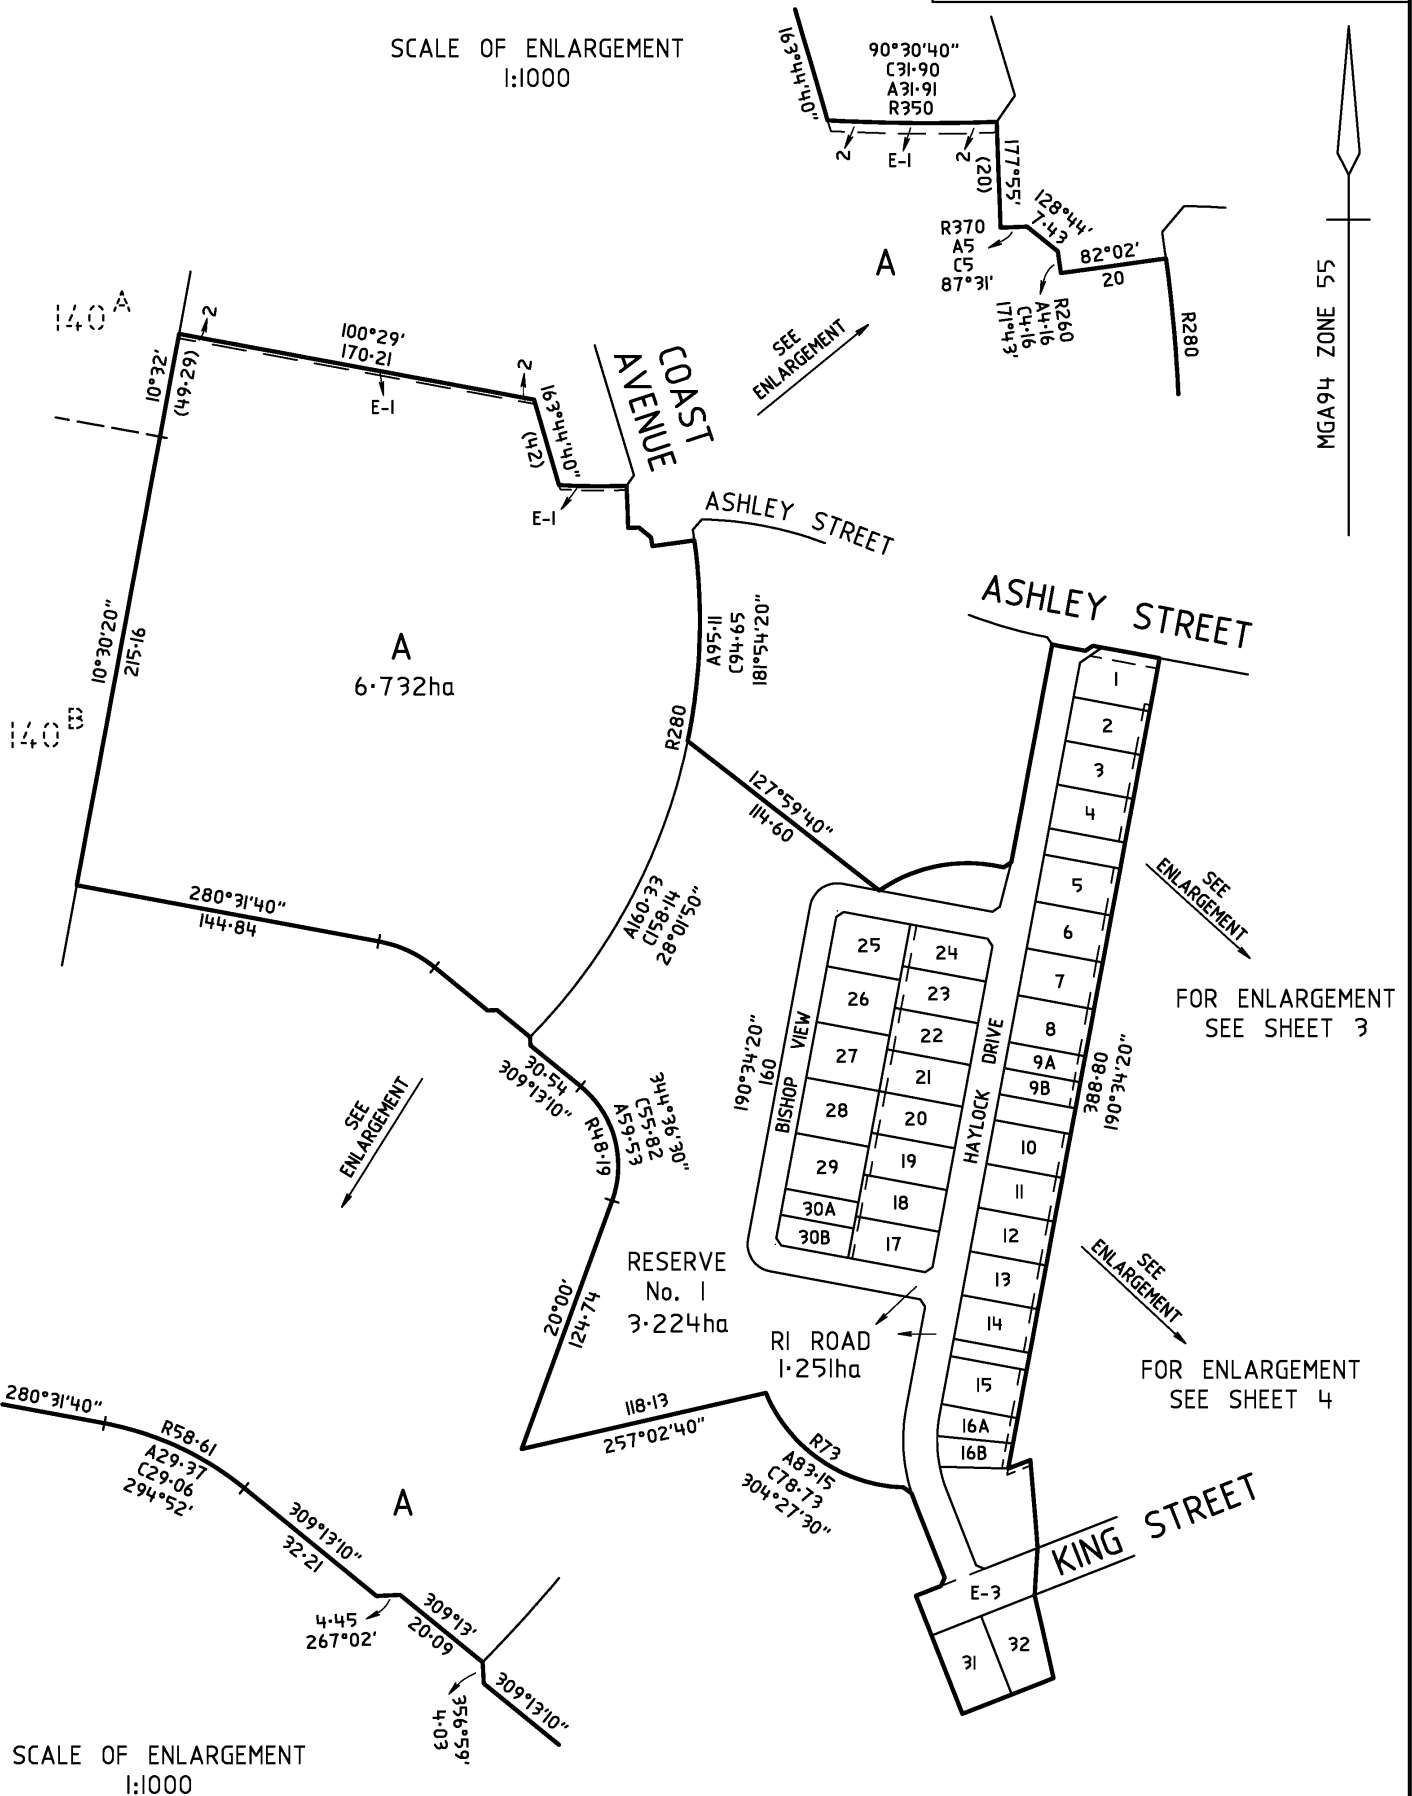 SCALE OF ENLARGEMENT
1:1000
163°44'40"
90°30'40"
C31·90
A31·91
R350
2
E-1
2
177°55'
(20)
128°44'
7·43
R370
A5
C5
87°31'
82°02'
20
R260
A4·16
C4·16
171°43'
R280
A
SEE
ENLARGEMENT
MGA94 ZONE 55
140A
2
100°29'
170·21
10°32'
(49·29)
E-1
2
163°44'40"
(42)
E-1
COAST
AVENUE
ASHLEY STREET
10°30'20"
215·16
A
6·732ha
A95·11
C94·65
181°54'20"
R280
140B
127°59'40"
114·60
280°31'40"
144·84
A160·33
C158·14
28°01'50"
ASHLEY STREET
1
2
3
4
5
6
7
8
9A
9B
10
11
12
13
14
15
16A
16B
SEE
ENLARGEMENT
FOR ENLARGEMENT
SEE SHEET 3
25
24
26
23
27
22
21
28
20
29
19
30A
18
30B
17
190°34'20"
160
BISHOP VIEW
HAYLOCK DRIVE
388·80
190°34'20"
30·54
309°13'10"
344°36'30"
C55·82
A59·53
R48·19
SEE
ENLARGEMENT
RESERVE
No. 1
3·224ha
20°00'
124·74
R1 ROAD
1·251ha
SEE
ENLARGEMENT
FOR ENLARGEMENT
SEE SHEET 4
118·13
257°02'40"
R73
A83·15
C78·73
304°27'30"
KING STREET
E-3
31
32
280°31'40"
R58·61
A29·37
C29·06
294°52'
A
309°13'10"
32·21
4·45
267°02'
309°13'
20·09
356°59'
4·03
309°13'10"
SCALE OF ENLARGEMENT
1:1000